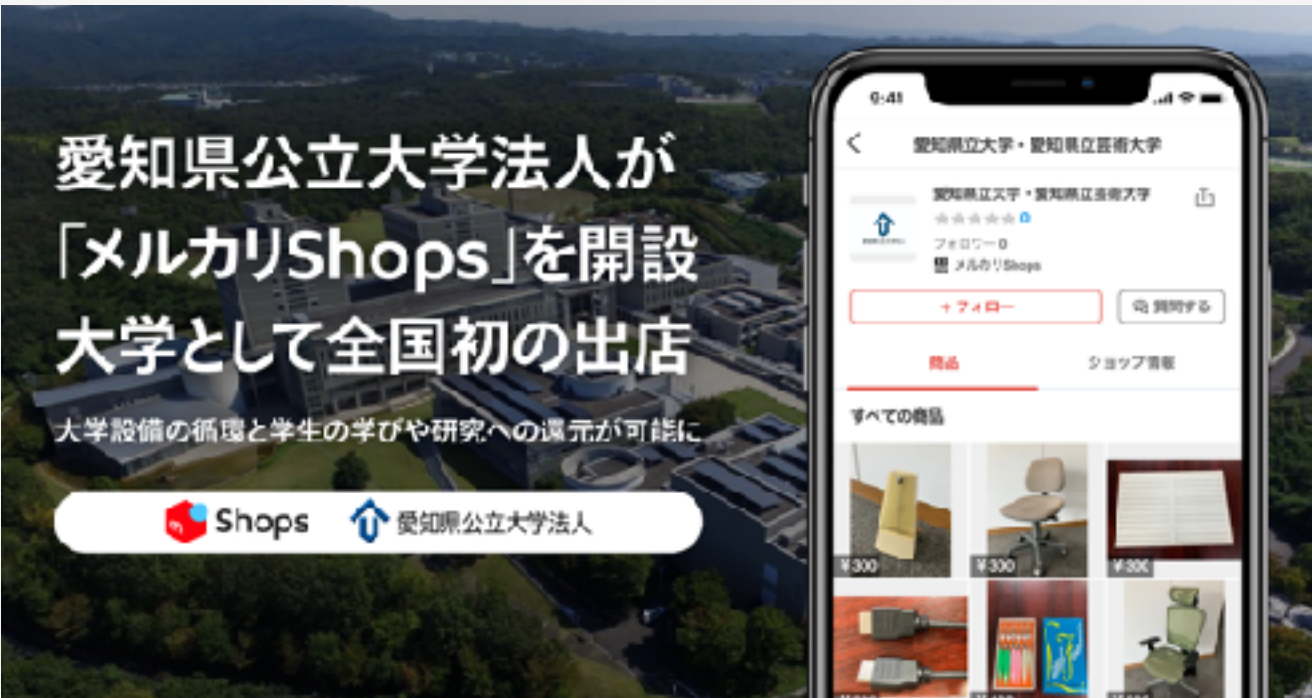 愛知県公立大学法人が
「メルカリShops」を開設
大学として全国初の出店
大学設備の循環と学生の学びや研究への還元が可能に
Shops
愛知県公立大学法人
9:41
愛知県立大学・愛知県立芸術大学
愛知県立大学・愛知県立芸術大学
0
フォロワー 0
メルカリShops
+ フォロー
質問する
商品
ショップ情報
すべての商品
¥300
¥300
¥300